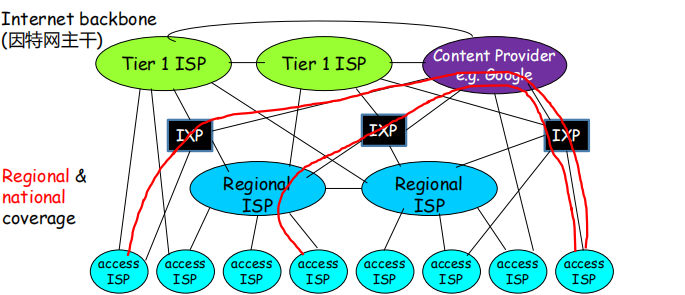 Internet backbone
(因特网主干)
Tier 1 ISP
Tier 1 ISP
Content Provider
e.g. Google
IXP
IXP
IXP
Regional &
national
coverage
Regional
ISP
Regional
ISP
access
ISP
access
ISP
access
ISP
access
ISP
access
ISP
access
ISP
access
ISP
access
ISP